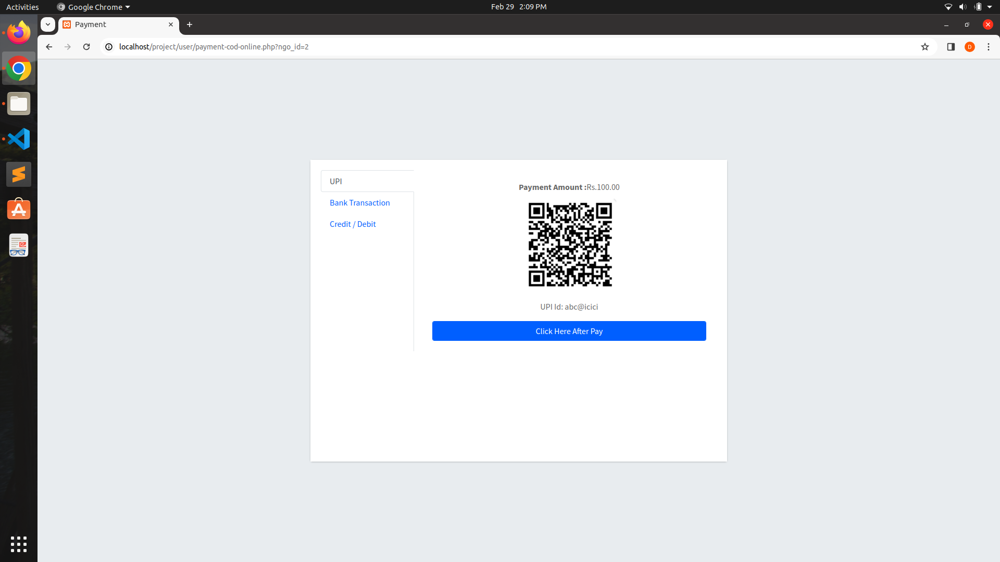 Activities
Google Chrome
Feb 29 2:09 PM
Payment
localhost/project/user/payment-cod-online.php?ngo_id=2
D
UPI
Bank Transaction
Credit / Debit
Payment Amount :Rs.100.00
UPI Id: abc@icici
Click Here After Pay